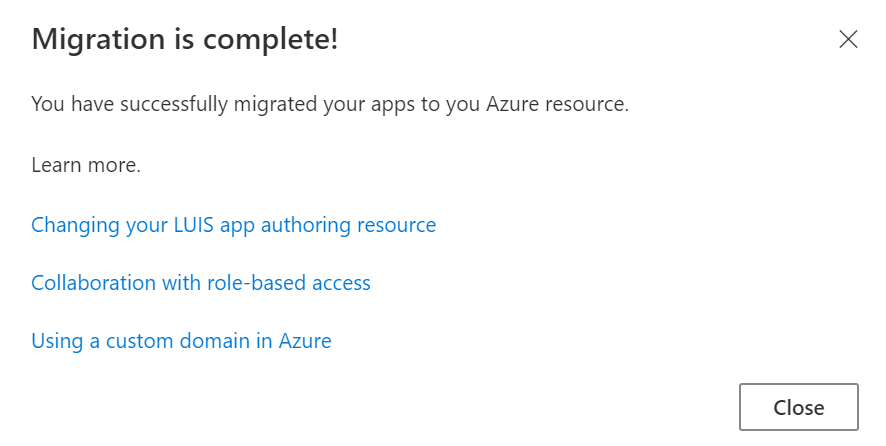 Migration is complete!
You have successfully migrated your apps to you Azure resource.
Learn more.
Changing your LUIS app authoring resource
Collaboration with role-based access
Using a custom domain in Azure
Close